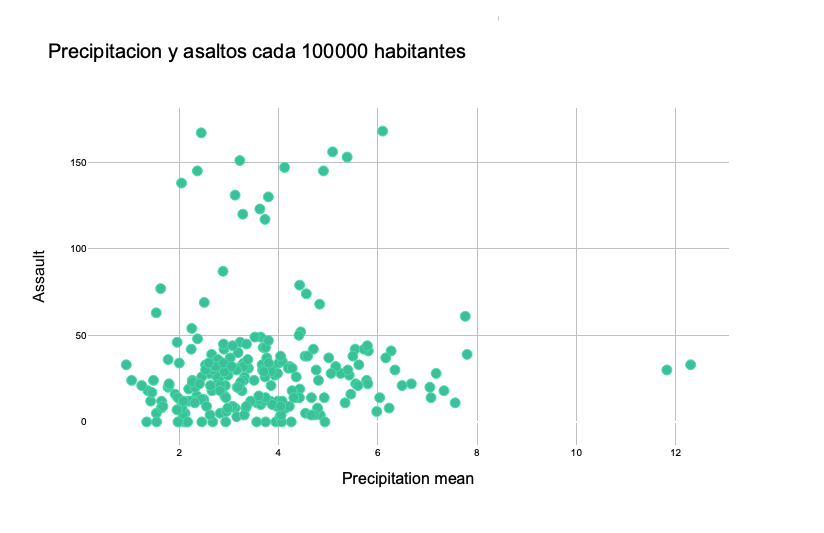 Precipitacion y asaltos cada 100000 habitantes
150
100
50
0
Assault
2 4 6 8 10 12
Precipitation mean